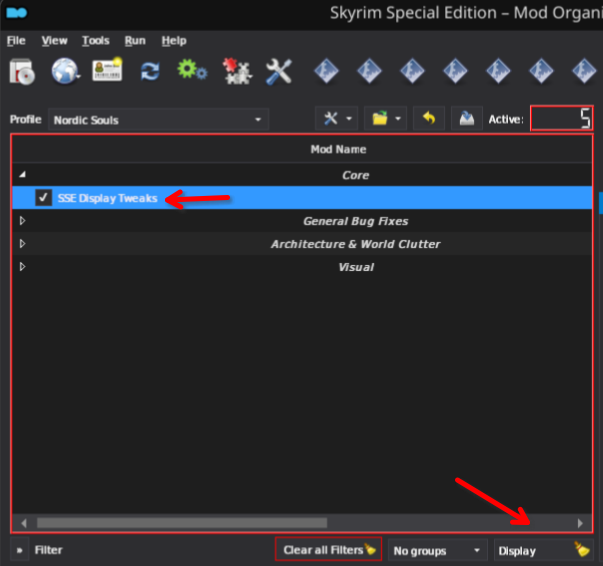 Skyrim Special Edition – Mod Organi
File View Tools Run Help
Profile Nordic Souls Active: 5
Mod Name
Core
SSE Display Tweaks
General Bug Fixes
Architecture & World Clutter
Visual
» Filter Clear all Filters No groups Display